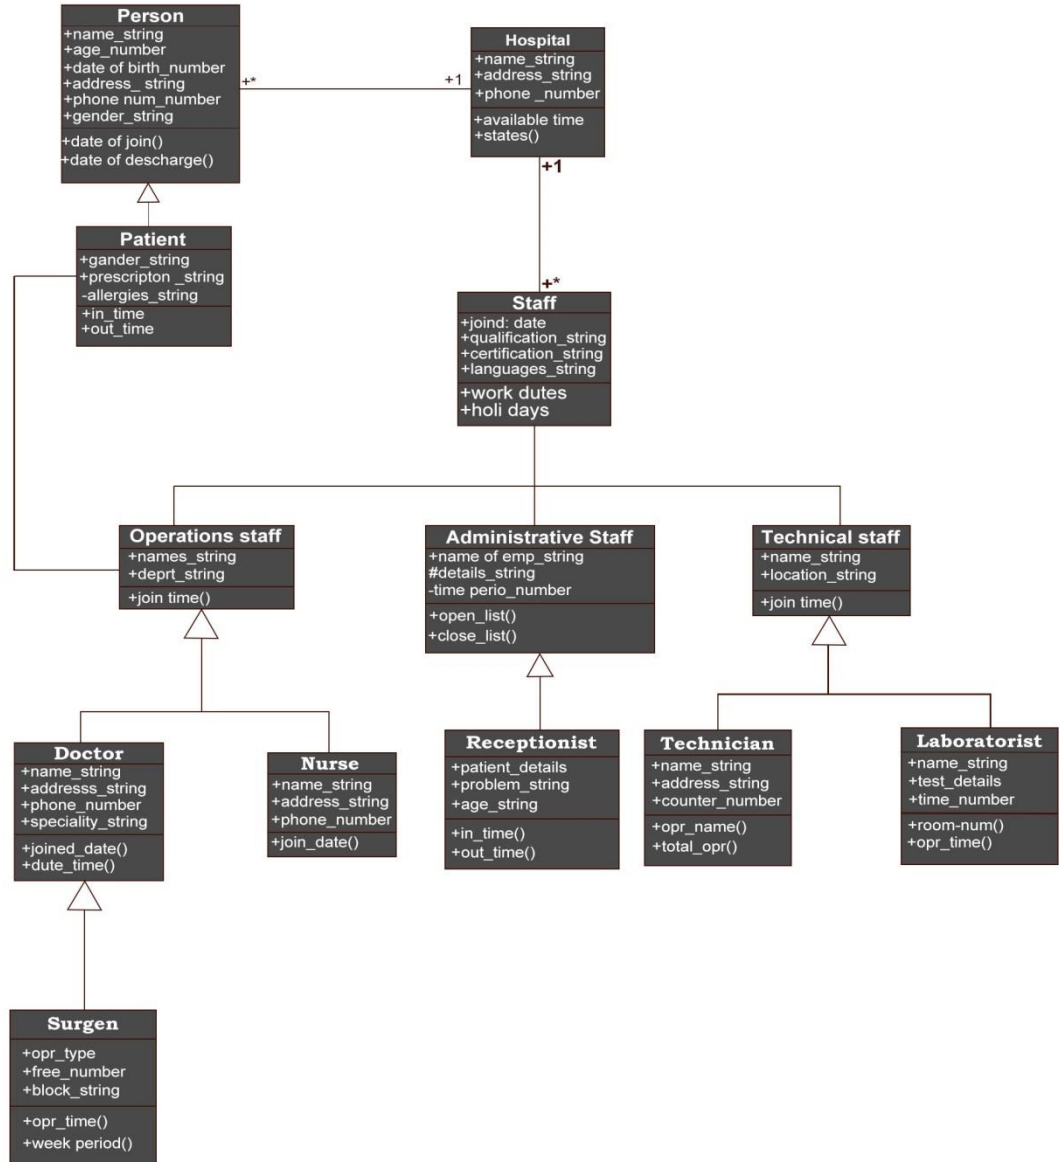 Person
+name_string
+age_number
+date of birth_number
+address_ string
+phone num_number
+gender_string
+date of join()
+date of descharge()
+*
+1
Hospital
+name_string
+address_string
+phone _number
+available time
+states()
+1
+*
Patient
+gander_string
+prescripton _string
-allergies_string
+in_time
+out_time
Staff
+joind: date
+qualification_string
+certification_string
+languages_string
+work dutes
+holi days
Operations staff
+names_string
+deprt_string
+join time()
Administrative Staff
+name of emp_string
#details_string
-time perio_number
+open_list()
+close_list()
Technical staff
+name_string
+location_string
+join time()
Doctor
+name_string
+addresss_string
+phone_number
+speciality_string
+joined_date()
+dute_time()
Nurse
+name_string
+address_string
+phone_number
+join_date()
Receptionist
+patient_details
+problem_string
+age_string
+in_time()
+out_time()
Technician
+name_string
+address_string
+counter_number
+opr_name()
+total_opr()
Laboratorist
+name_string
+test_details
+time_number
+room-num()
+opr_time()
Surgen
+opr_type
+free_number
+block_string
+opr_time()
+week period()